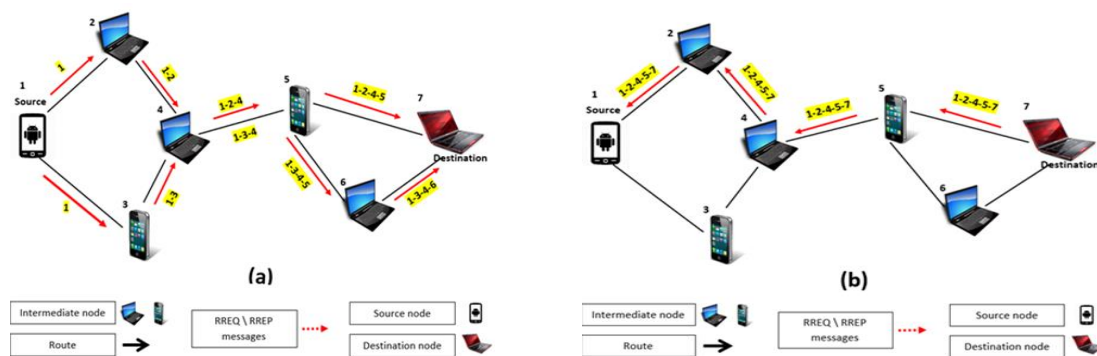 2
1
1-2
1
Source
4
1-2-4
5
1-2-4-5
7
1-3-4
Destination
1-3-4-5
6
1-3-4-6
1
3
1-3
(a)
Intermediate node
RREQ \ RREP
messages
Source node
Route
Destination node
2
1-2-4-5-7
1-2-4-5-7
1
Source
4
1-2-4-5-7
5
1-2-4-5-7
7
Destination
6
3
(b)
Intermediate node
RREQ \ RREP
messages
Source node
Route
Destination node